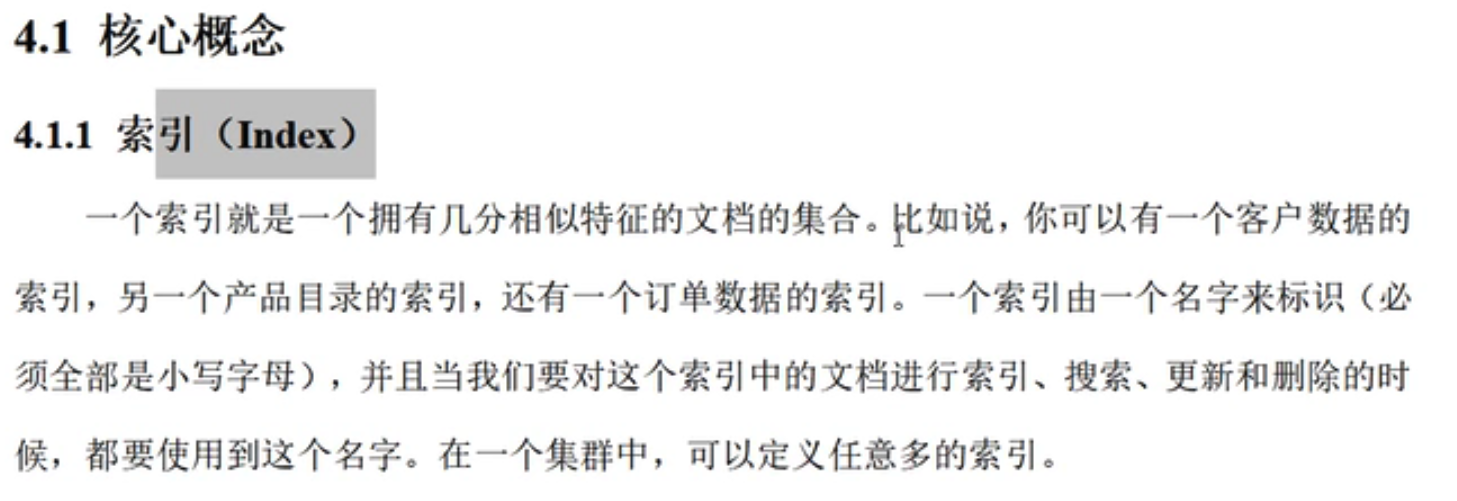 4.1 核心概念
4.1.1 索引（Index）
一个索引就是一个拥有几分相似特征的文档的集合。比如说，你可以有一个客户数据的
索引，另一个产品目录的索引，还有一个订单数据的索引。一个索引由一个名字来标识（必
须全部是小写字母），并且当我们要对这个索引中的文档进行索引、搜索、更新和删除的时
候，都要使用到这个名字。在一个集群中，可以定义任意多的索引。